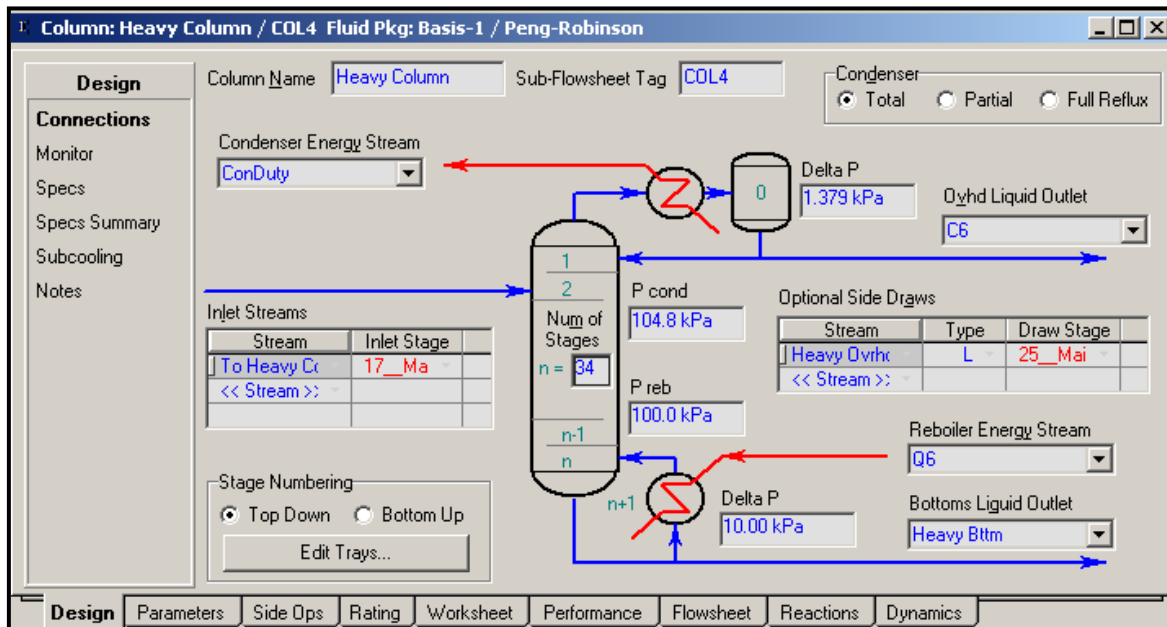 Column: Heavy Column / COL4 Fluid Pkg: Basis-1 / Peng-Robinson
Design
Connections
Monitor
Specs
Specs Summary
Subcooling
Notes
Column Name Heavy Column Sub-Flowsheet Tag COL4
Condenser
Total Partial Full Reflux
Condenser Energy Stream
ConDuty
0
Delta P
1.379 kPa
Ovhd Liquid Outlet
C6
1
2
Num of
Stages
n = 34
n-1
n
n+1
P cond
104.8 kPa
P reb
100.0 kPa
Inlet Streams
Stream Inlet Stage
To Heavy Cc 17__Ma
<< Stream >>
Optional Side Draws
Stream Type Draw Stage
Heavy Ovrhc L 25__Mai
<< Stream >>
Stage Numbering
Top Down Bottom Up
Edit Trays...
Delta P
10.00 kPa
Reboiler Energy Stream
Q6
Bottoms Liquid Outlet
Heavy Bttm
Design Parameters Side Ops Rating Worksheet Performance Flowsheet Reactions Dynamics